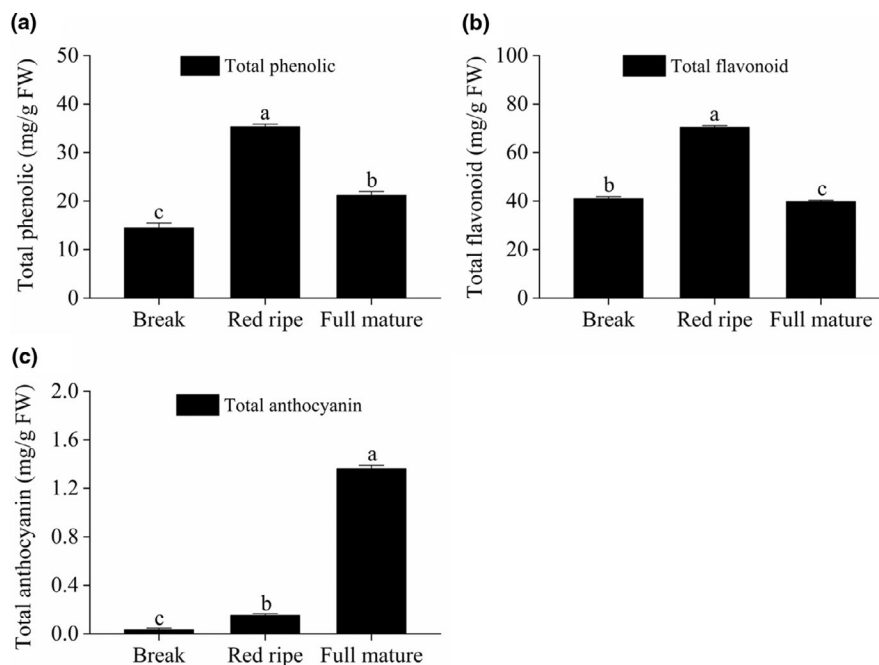 (a)
Total phenolic (mg/g FW)
50
40
30
20
10
0
Total phenolic
c
a
b
Break Red ripe Full mature
(b)
Total flavonoid (mg/g FW)
100
80
60
40
20
0
Total flavonoid
b
a
c
Break Red ripe Full mature
(c)
Total anthocyanin (mg/g FW)
2.0
1.6
1.2
0.8
0.4
0.0
Total anthocyanin
c
b
a
Break Red ripe Full mature